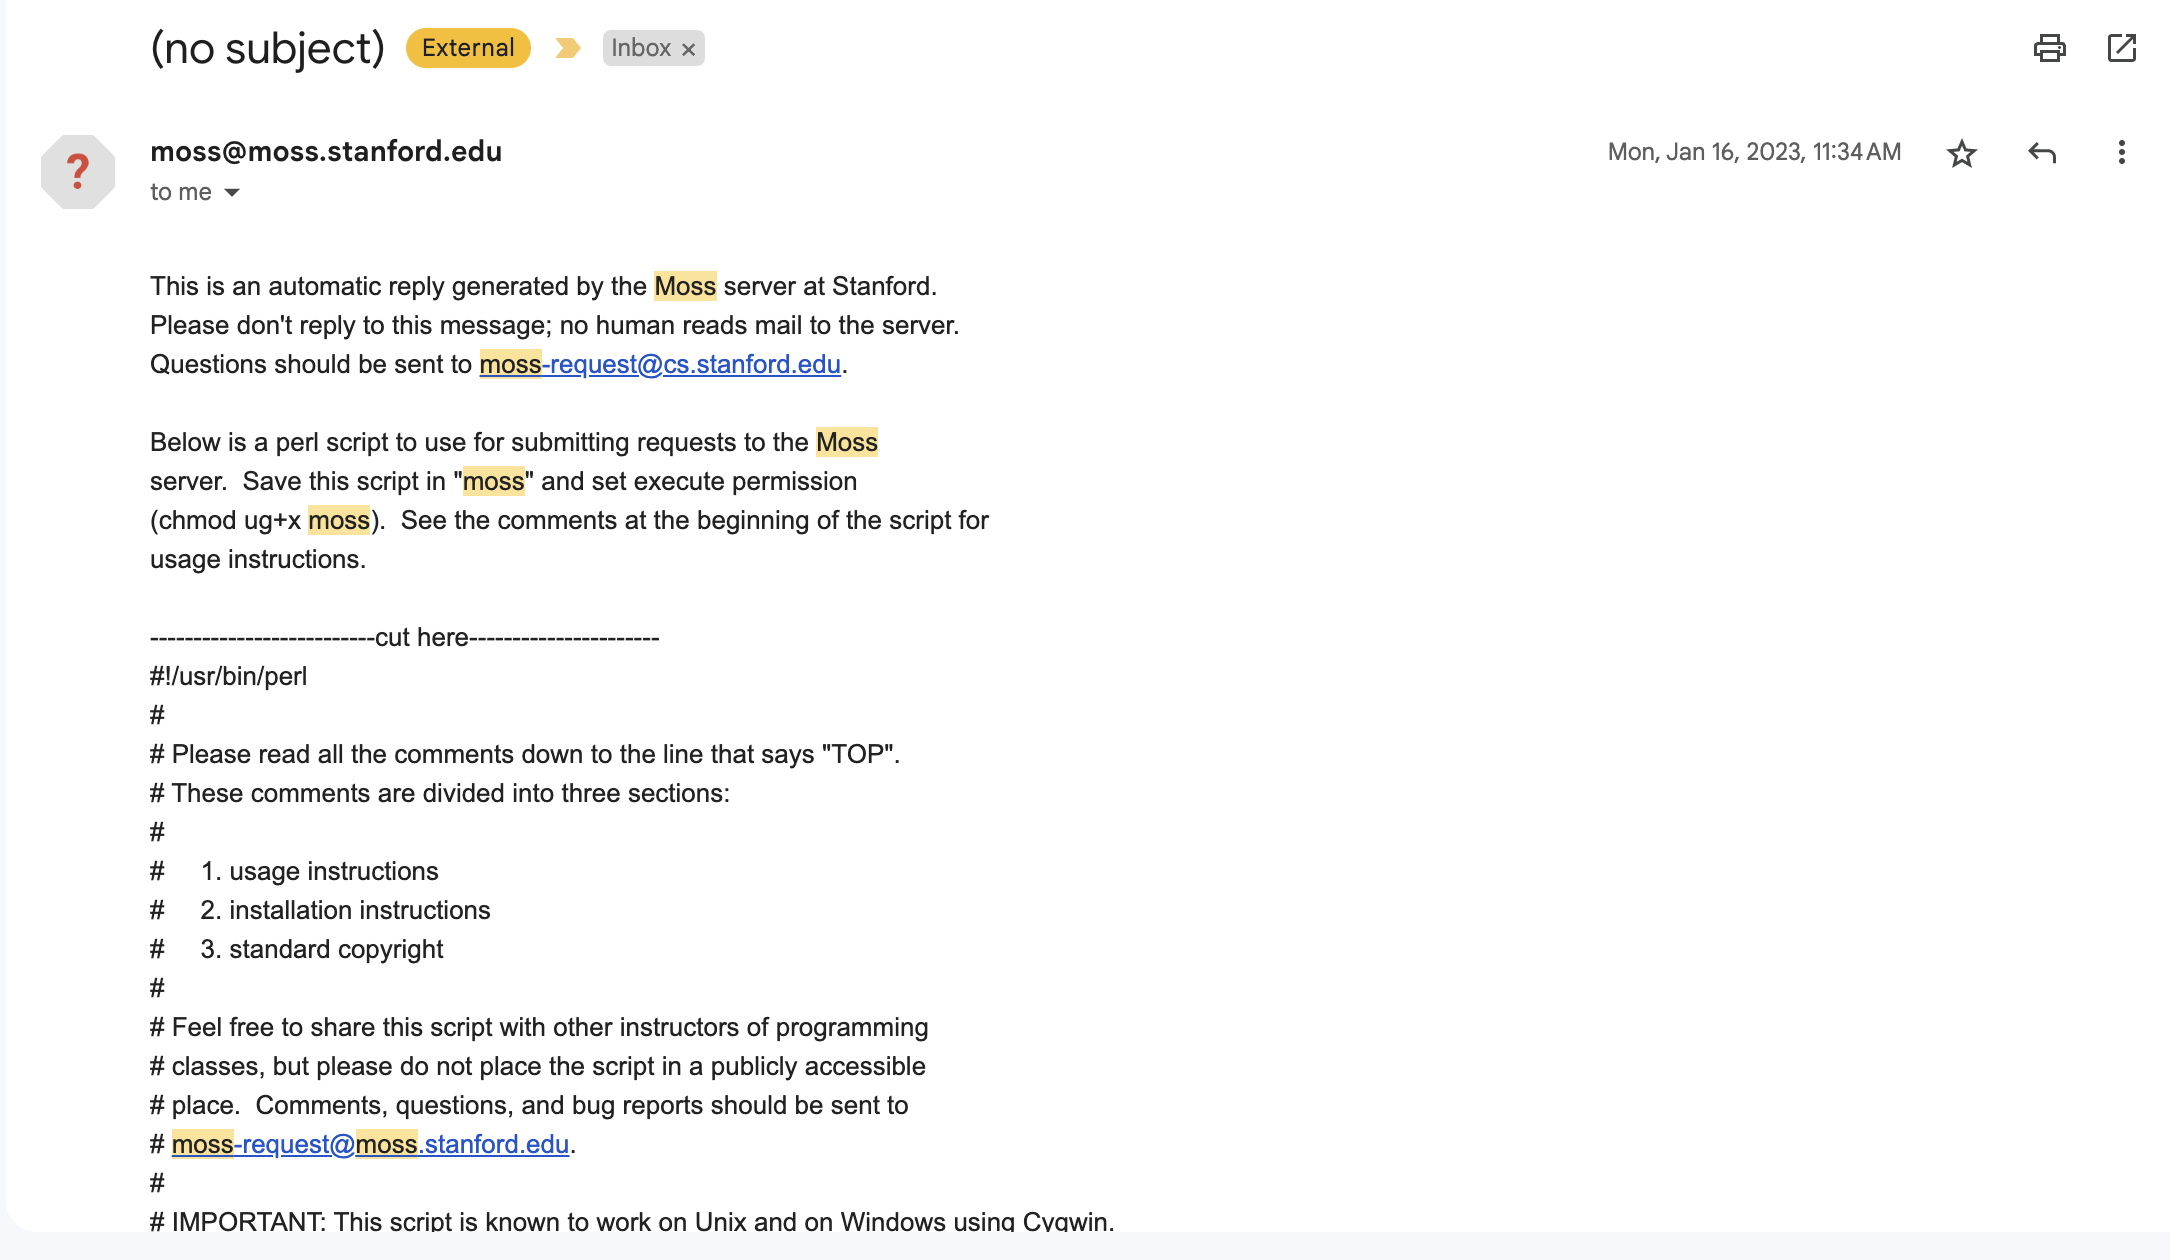 (no subject) External Inbox ×
moss@moss.stanford.edu Mon, Jan 16, 2023, 11:34 AM
to me
This is an automatic reply generated by the Moss server at Stanford.
Please don't reply to this message; no human reads mail to the server.
Questions should be sent to moss-request@cs.stanford.edu.
Below is a perl script to use for submitting requests to the Moss
server.  Save this script in "moss" and set execute permission
(chmod ug+x moss).  See the comments at the beginning of the script for
usage instructions.
--------------------------cut here----------------------
#!/usr/bin/perl
#
# Please read all the comments down to the line that says "TOP".
# These comments are divided into three sections:
#
#     1. usage instructions
#     2. installation instructions
#     3. standard copyright
#
# Feel free to share this script with other instructors of programming
# classes, but please do not place the script in a publicly accessible
# place.  Comments, questions, and bug reports should be sent to
# moss-request@moss.stanford.edu.
#
# IMPORTANT: This script is known to work on Unix and on Windows using Cygwin.